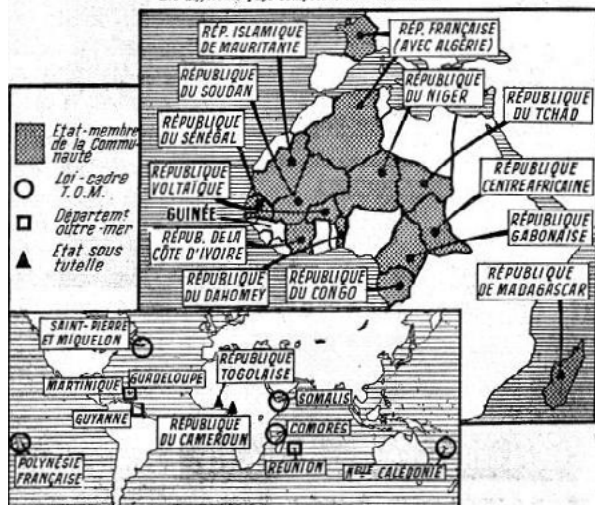 RÉP. ISLAMIQUE
DE MAURITANIE
RÉP. FRANÇAISE
(AVEC ALGÉRIE)
RÉPUBLIQUE
DU SOUDAN
RÉPUBLIQUE
DU NIGER
RÉPUBLIQUE
DU TCHAD
RÉPUBLIQUE
DU SÉNÉGAL
RÉPUBLIQUE
VOLTAÏQUE
RÉPUBLIQUE
CENTREAFRICAINE
GUINÉE
RÉPUBLIQUE
GABONAISE
RÉPUB. DE LA
CÔTE D'IVOIRE
RÉPUBLIQUE
DU DAHOMEY
RÉPUBLIQUE
DU CONGO
RÉPUBLIQUE
DE MADAGASCAR
Etat-membre
de la Commu-
nauté
Loi-cadre
T.O.M.
Départemt
outre-mer
Etat sous
tutelle
SAINT-PIERRE
ET MIQUELON
RÉPUBLIQUE
TOGOLAISE
MARTINIQUE
GUADELOUPE
GUYANNE
SOMALIS
COMORES
RÉPUBLIQUE
DU CAMEROUN
RÉUNION
POLYNÉSIE
FRANÇAISE
Nelle CALÉDONIE